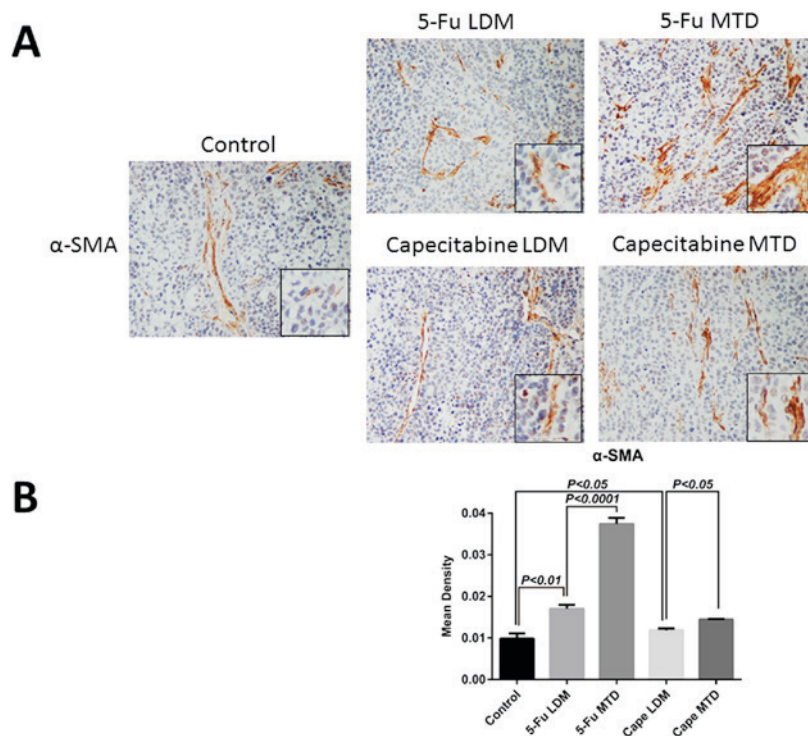 A
5-Fu LDM
5-Fu MTD
Control
α-SMA
Capecitabine LDM
Capecitabine MTD
B
α-SMA
P<0.05
P<0.05
P<0.0001
P<0.01
Mean Density
0.04
0.03
0.02
0.01
0.00
Control
5-Fu LDM
5-Fu MTD
Cape LDM
Cape MTD